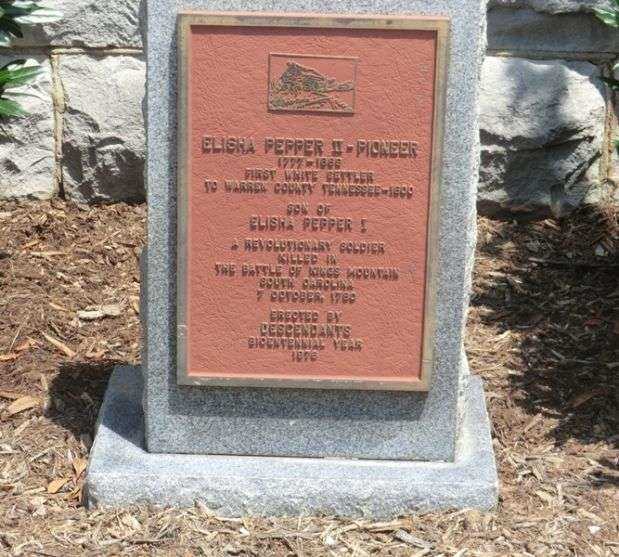 ELISHA PEPPER II - PIONEER
1777 - 1866
FIRST WHITE SETTLER
TO WARREN COUNTY TENNESSEE - 1800
SON OF
ELISHA PEPPER I
A REVOLUTIONARY SOLDIER
KILLED IN
THE BATTLE OF KINGS MOUNTAIN
SOUTH CAROLINA
7 OCTOBER, 1780
ERECTED BY
DESCENDANTS
BICENTENNIAL YEAR
1976